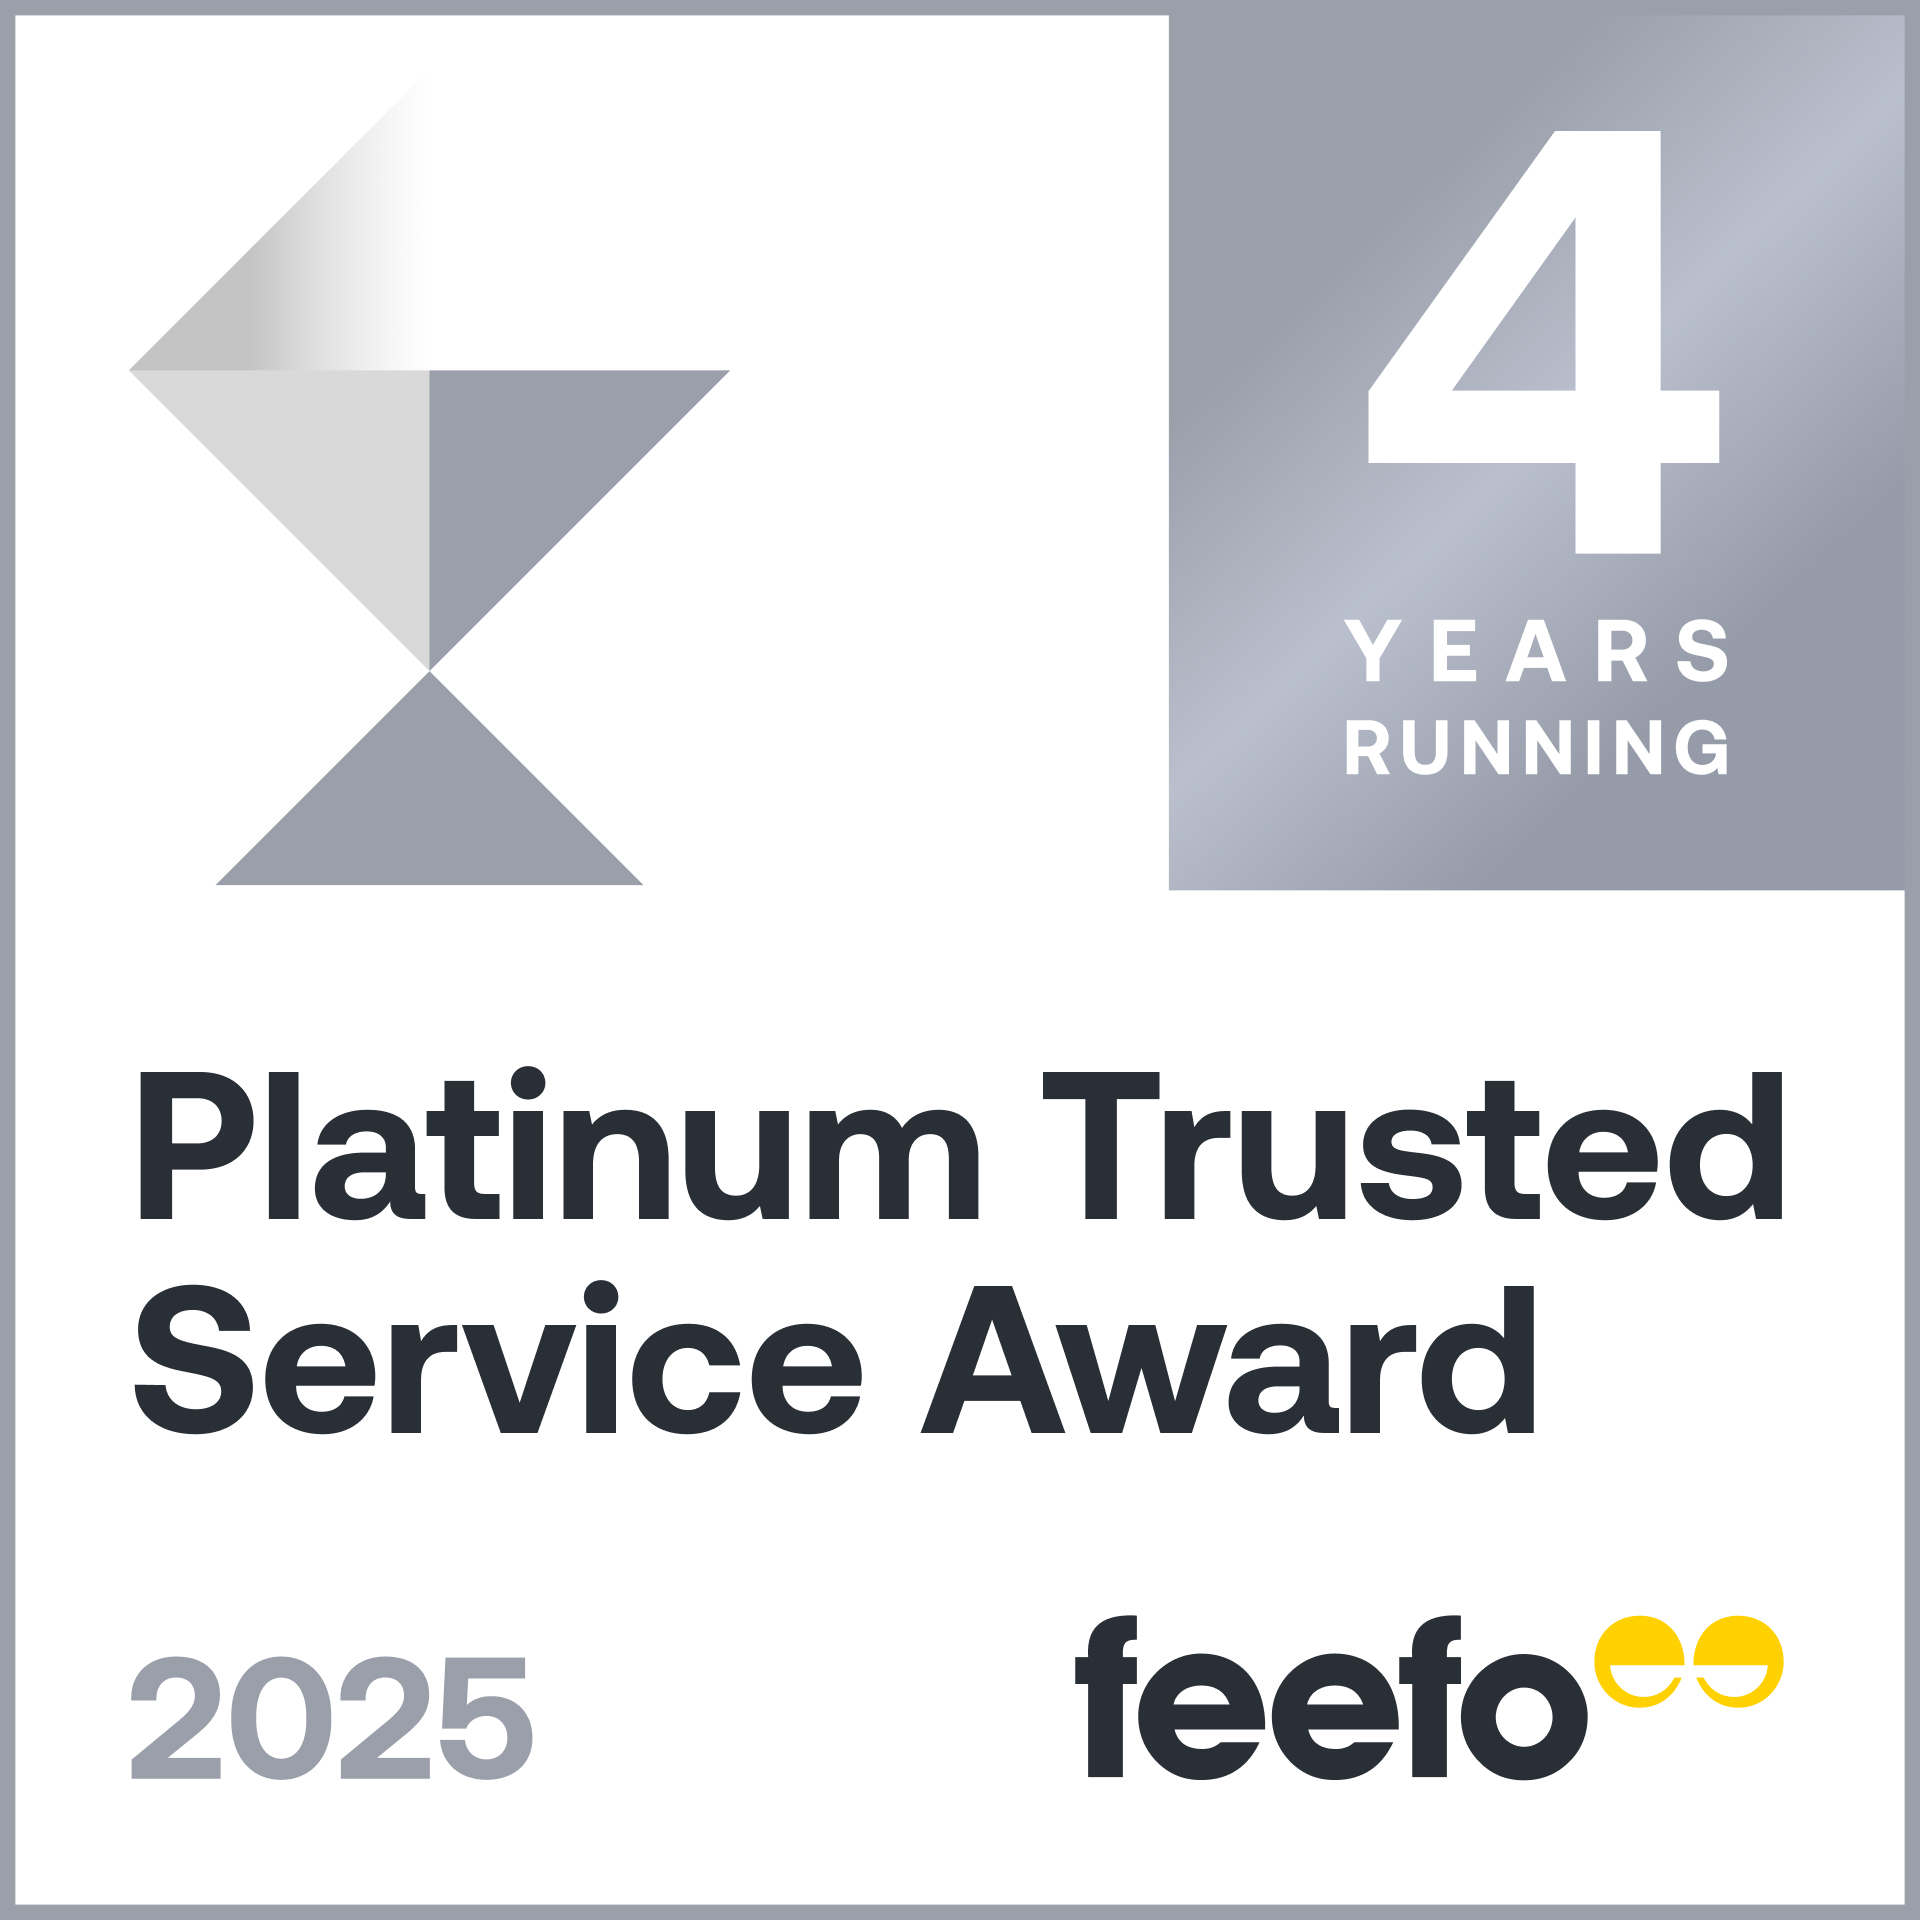 4
YEARS
RUNNING
Platinum Trusted
Service Award
2025
feefo